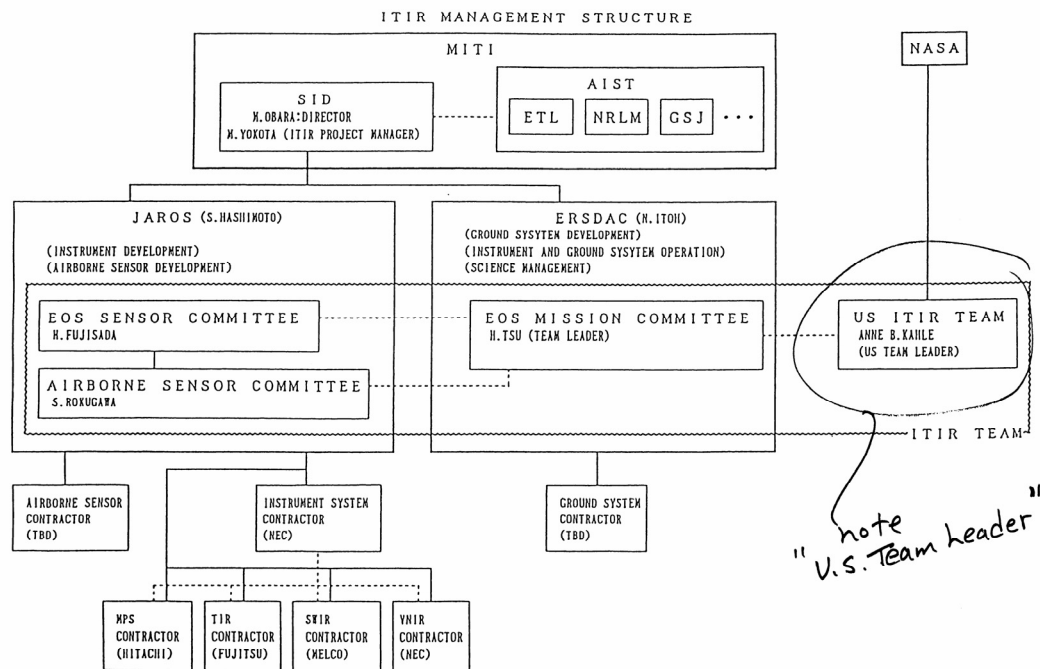 ITIR MANAGEMENT STRUCTURE
MITI
NASA
AIST
SID
M.OBARA:DIRECTOR
M.YOKOTA (ITIR PROJECT MANAGER)
ETL
NRLM
GSJ
• • •
JAROS (S.HASHIMOTO)
(INSTRUMENT DEVELOPMENT)
(AIRBORNE SENSOR DEVELOPMENT)
ERSDAC (N.ITOH)
(GROUND SYSYTEM DEVELOPMENT)
(INSTRUMENT AND GROUND SYSYTEM OPERATION)
(SCIENCE MANAGEMENT)
EOS SENSOR COMMITTEE
H.FUJISADA
EOS MISSION COMMITTEE
H.TSU (TEAM LEADER)
US ITIR TEAM
ANNE B.KAHLE
(US TEAM LEADER)
AIRBORNE SENSOR COMMITTEE
S.ROKUGAWA
ITIR TEAM
AIRBORNE SENSOR
CONTRACTOR
(TBD)
INSTRUMENT SYSTEM
CONTRACTOR
(NEC)
GROUND SYSTEM
CONTRACTOR
(TBD)
note
"U.S. Team Leader"
MPS
CONTRACTOR
(HITACHI)
TIR
CONTRACTOR
(FUJITSU)
SWIR
CONTRACTOR
(MELCO)
VNIR
CONTRACTOR
(NEC)